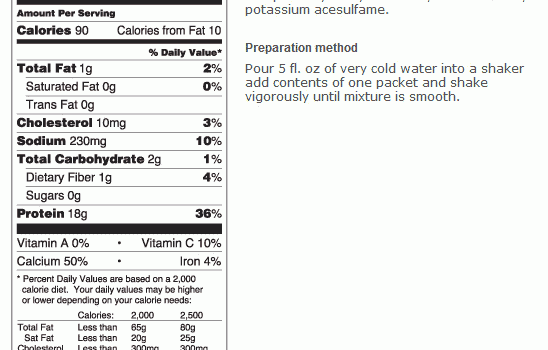 Amount Per Serving
Calories 90 Calories from Fat 10
% Daily Value*
Total Fat 1g 2%
Saturated Fat 0g 0%
Trans Fat 0g
Cholesterol 10mg 3%
Sodium 230mg 10%
Total Carbohydrate 2g 1%
Dietary Fiber 1g 4%
Sugars 0g
Protein 18g 36%
Vitamin A 0% • Vitamin C 10%
Calcium 50% • Iron 4%
* Percent Daily Values are based on a 2,000
calorie diet. Your daily values may be higher
or lower depending on your calorie needs:
Calories: 2,000 2,500
Total Fat Less than 65g 80g
Sat Fat Less than 20g 25g
Cholesterol Less than 300mg 300mg
potassium acesulfame.
Preparation method
Pour 5 fl. oz of very cold water into a shaker
add contents of one packet and shake
vigorously until mixture is smooth.